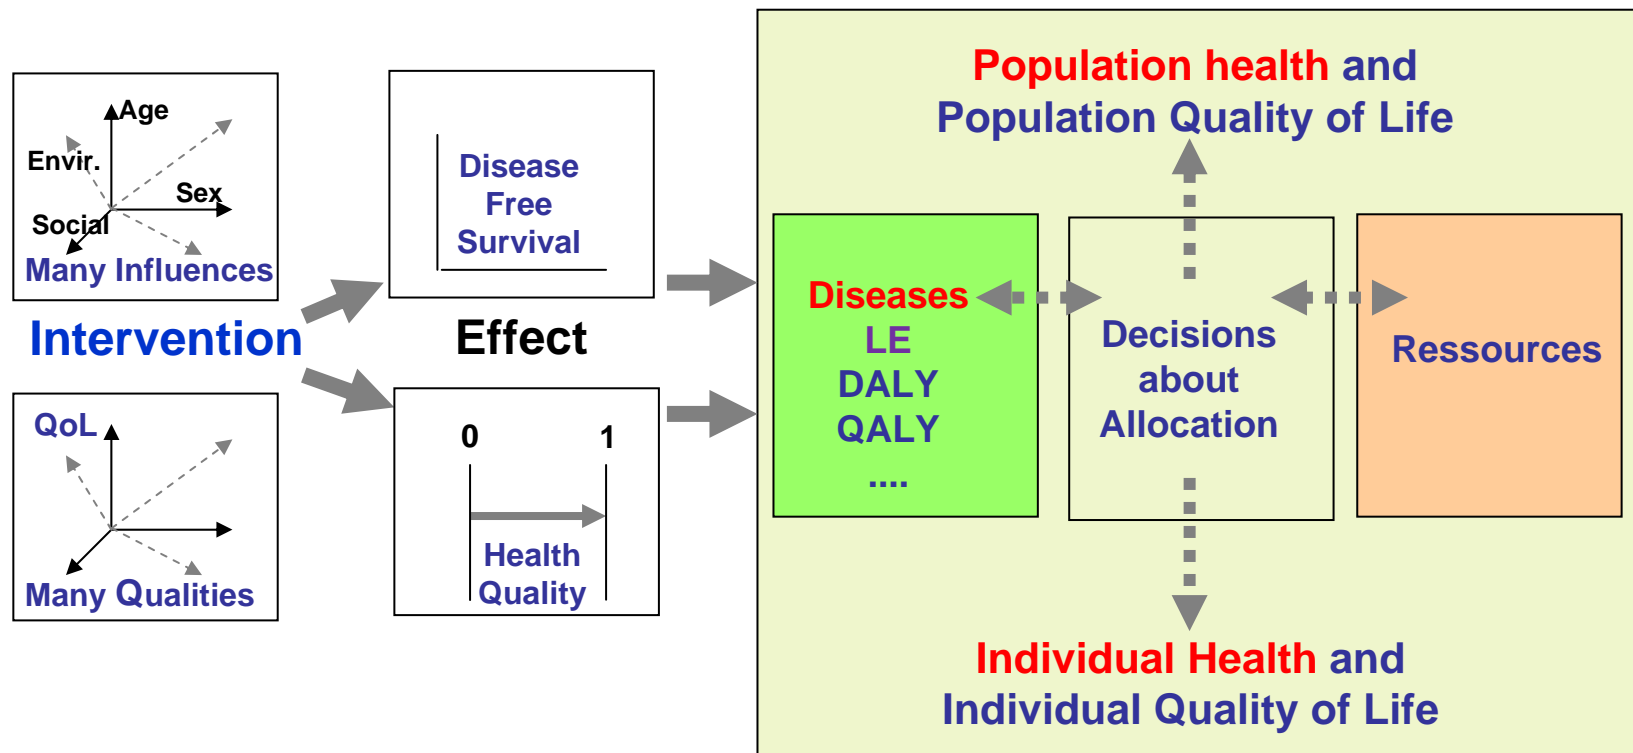 Age
Envir.
Sex
Social
Many Influences
Intervention
QoL
Many Qualities
Disease
Free
Survival
Effect
0 1
Health
Quality
Population health and
Population Quality of Life
Diseases
LE
DALY
QALY
....
Decisions
about
Allocation
Ressources
Individual Health and
Individual Quality of Life